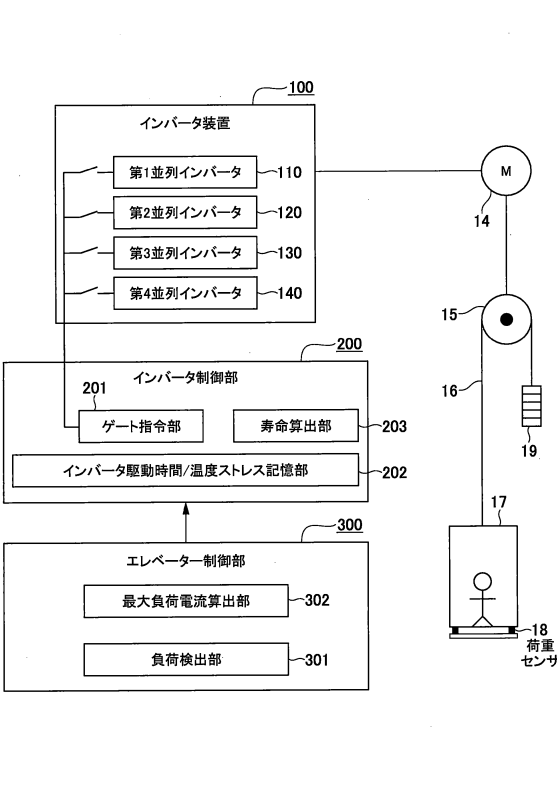 100
インバータ装置
第1並列インバータ 110
第2並列インバータ 120
第3並列インバータ 130
第4並列インバータ 140
M
14
15
16
19
200
インバータ制御部
201
ゲート指令部
寿命算出部 203
インバータ駆動時間/温度ストレス記憶部 202
17
300
エレベーター制御部
最大負荷電流算出部 302
負荷検出部 301
18
荷重
センサ